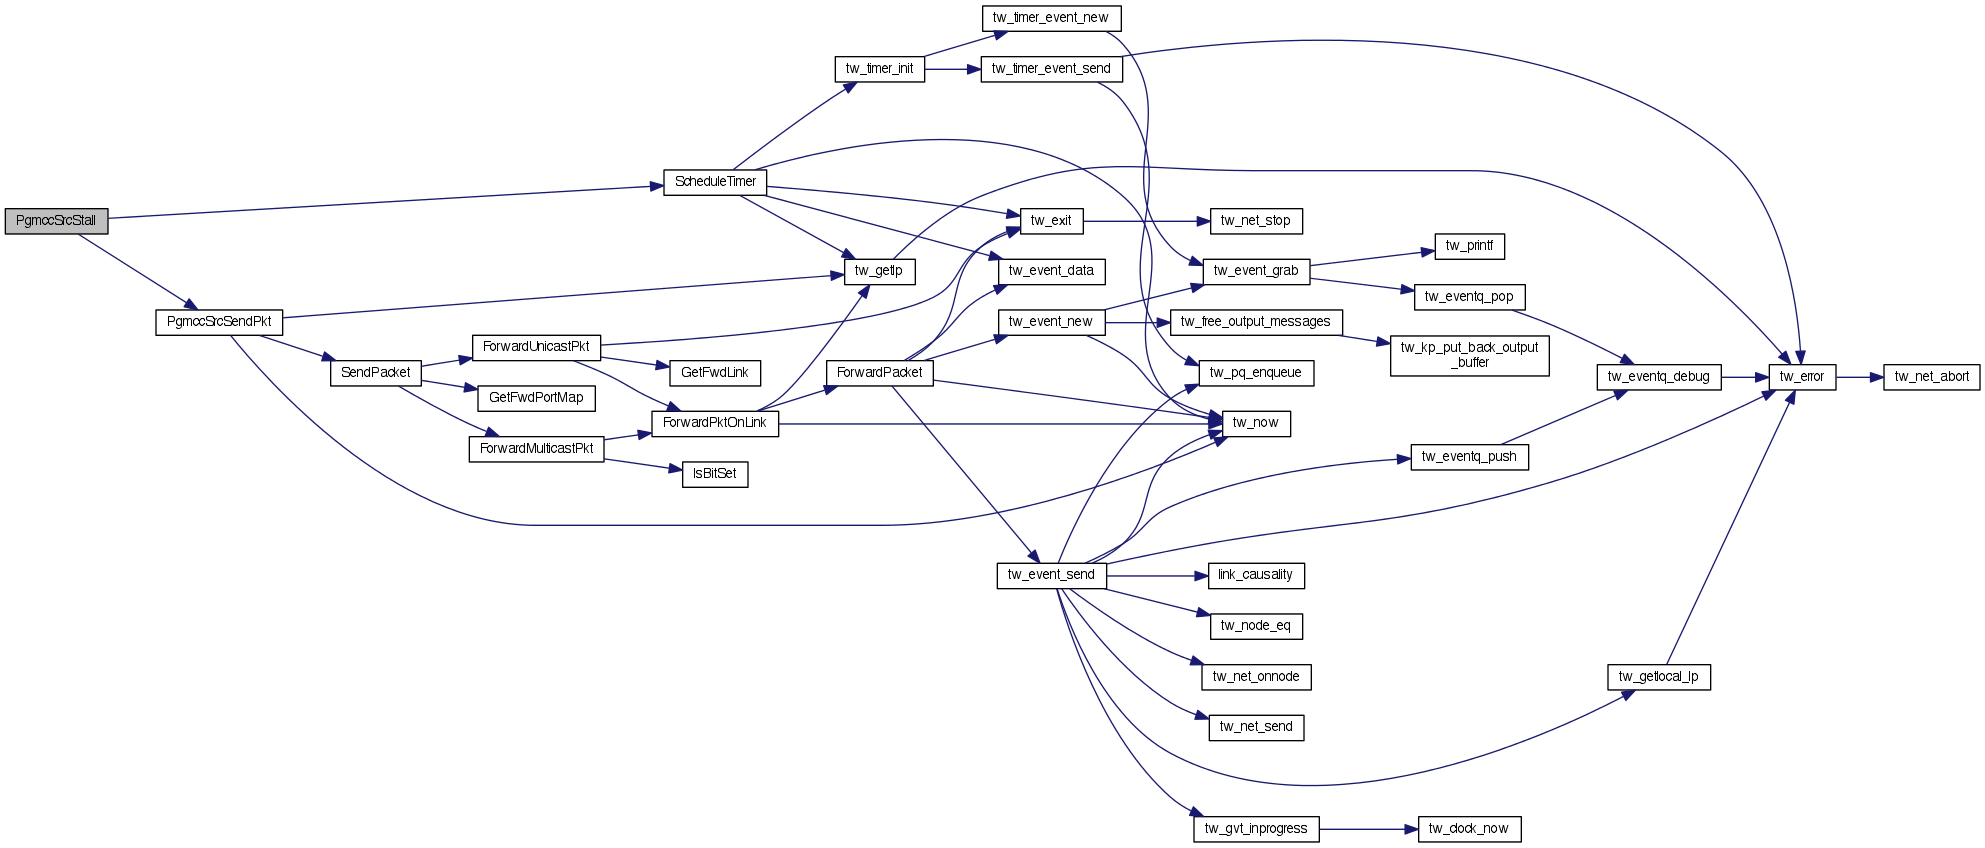 tw_timer_event_new
tw_timer_init
tw_timer_event_send
ScheduleTimer
PgmccSrcStall
tw_exit
tw_net_stop
tw_printf
tw_getlp
tw_event_data
tw_event_grab
tw_eventq_pop
PgmccSrcSendPkt
tw_event_new
tw_free_output_messages
ForwardUnicastPkt
tw_kp_put_back_output
_buffer
SendPacket
GetFwdLink
ForwardPacket
tw_pq_enqueue
tw_eventq_debug
tw_error
tw_net_abort
GetFwdPortMap
ForwardPktOnLink
tw_now
ForwardMulticastPkt
tw_eventq_push
IsBitSet
tw_event_send
link_causality
tw_node_eq
tw_net_onnode
tw_getlocal_lp
tw_net_send
tw_gvt_inprogress
tw_clock_now